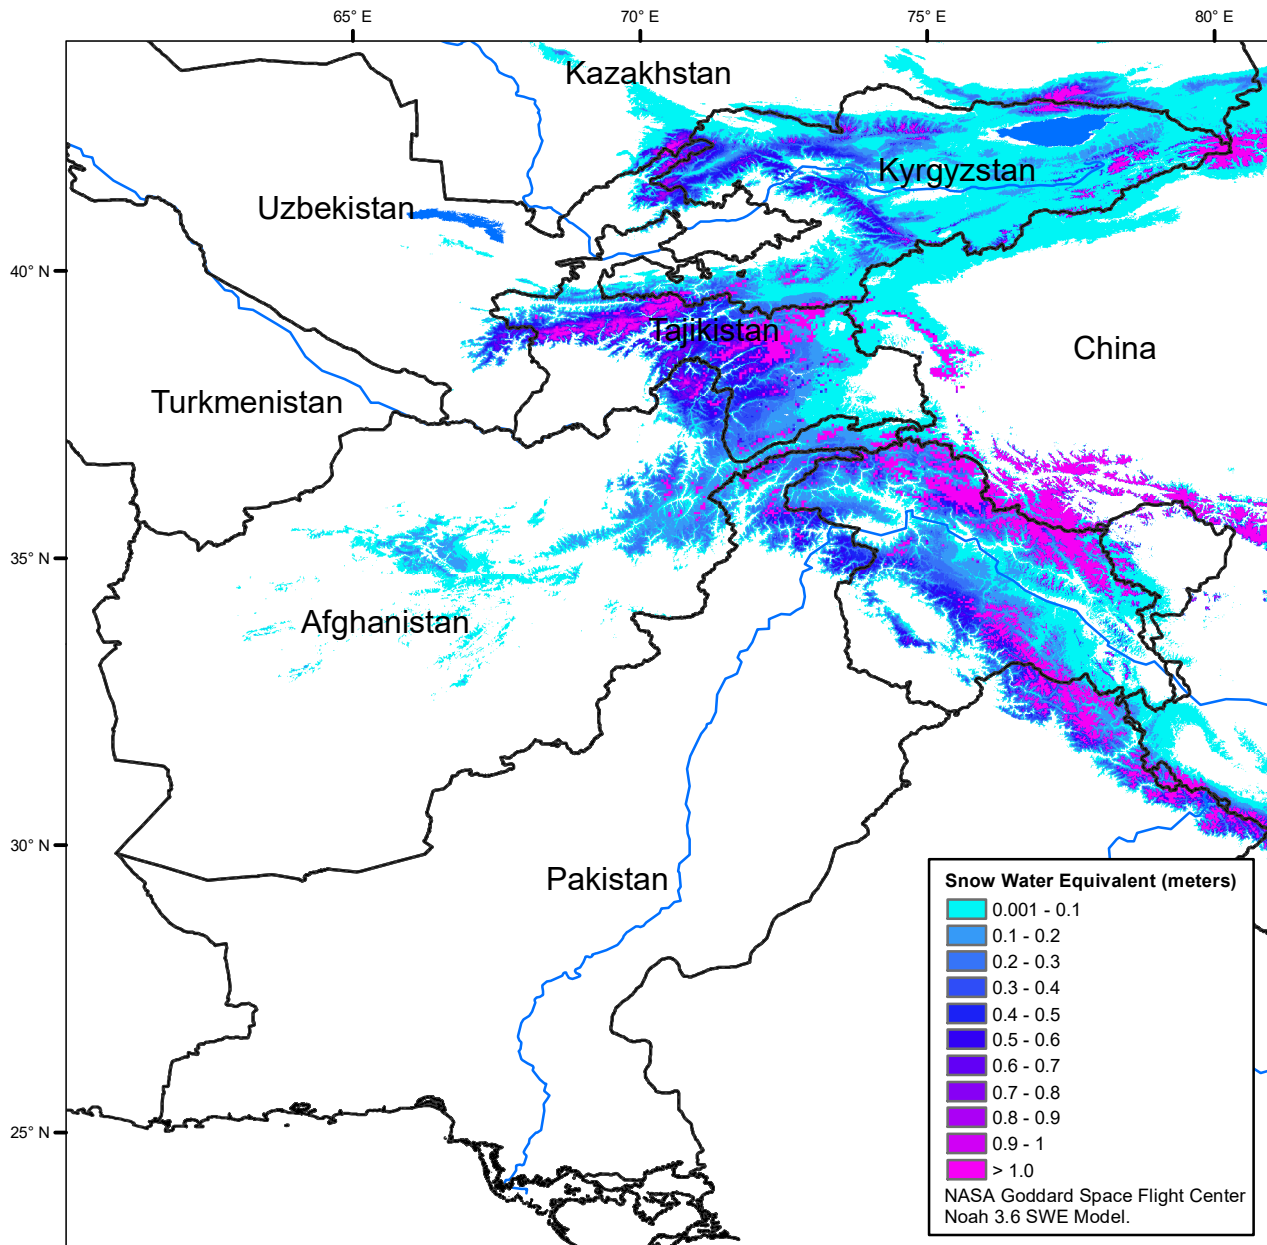 65° E
70° E
75° E
80° E
Kazakhstan
Kyrgyzstan
Uzbekistan
40° N
Tajikistan
China
Turkmenistan
35° N
Afghanistan
30° N
Pakistan
25° N
Snow Water Equivalent (meters)
0.001 - 0.1
0.1 - 0.2
0.2 - 0.3
0.3 - 0.4
0.4 - 0.5
0.5 - 0.6
0.6 - 0.7
0.7 - 0.8
0.8 - 0.9
0.9 - 1
> 1.0
NASA Goddard Space Flight Center
Noah 3.6 SWE Model.